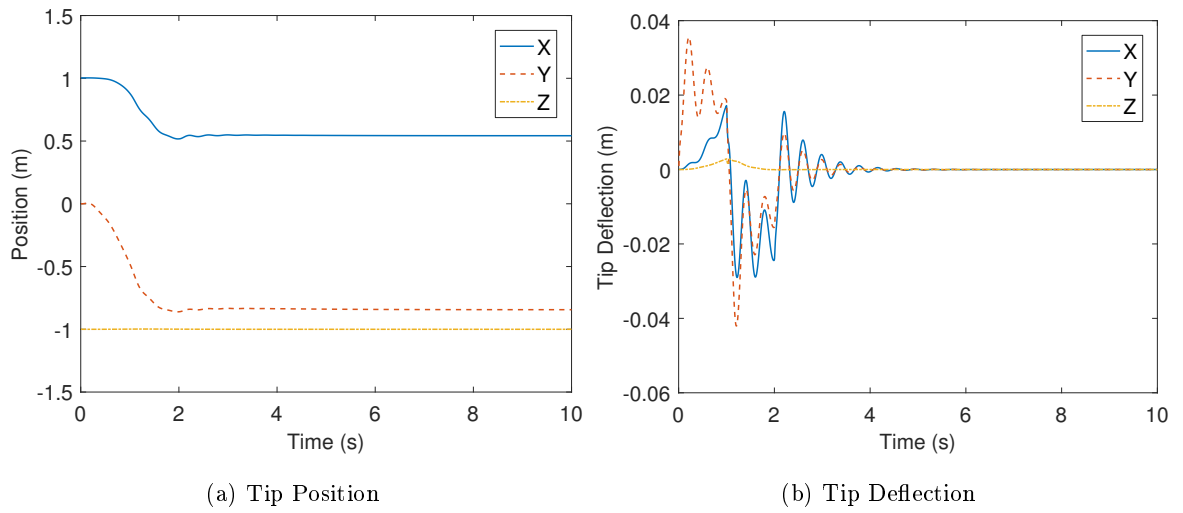 1.5
1
0.5
0
-0.5
-1
-1.5
0
2
4
6
8
10
Position (m)
Time (s)
X
Y
Z
(a) Tip Position
0.04
0.02
0
-0.02
-0.04
-0.06
0
2
4
6
8
10
Tip Deflection (m)
Time (s)
X
Y
Z
(b) Tip Deflection